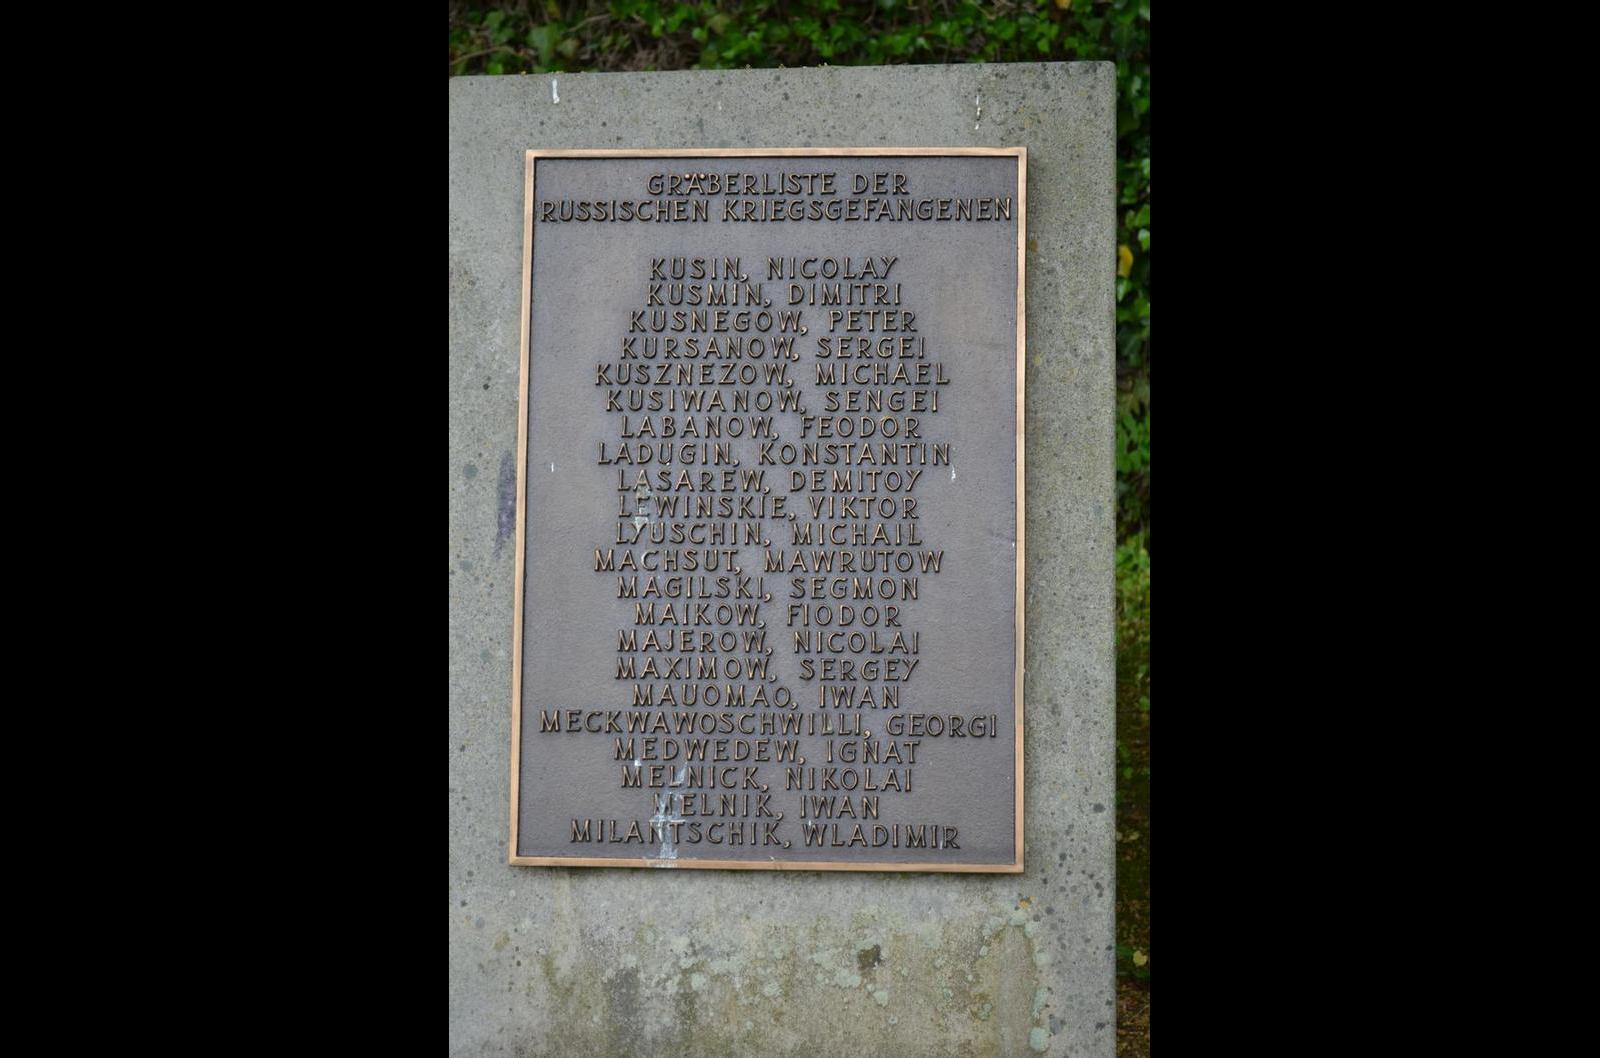 GRÄBERLISTE DER
RUSSISCHEN KRIEGSGEFANGENEN
KUSIN, NICOLAY
KUSMIN, DIMITRI
KUSNEGOW, PETER
KURSANOW, SERGEI
KUSZNEZOW, MICHAEL
KUSIWANOW, SENGEI
LABANOW, FEODOR
LADUGIN, KONSTANTIN
LASAREW, DEMITOY
LEWINSKIE, VIKTOR
LYUSCHIN, MICHAIL
MACHSUT, MAWRUTOW
MAGILSKI, SEGMON
MAIKOW, FIODOR
MAJEROW, NICOLAI
MAXIMOW, SERGEY
MAUOMAO, IWAN
MECKWAWOSCHWILLI, GEORGI
MEDWEDEW, IGNAT
MELNICK, NIKOLAI
MELNIK, IWAN
MILANTSCHIK, WLADIMIR